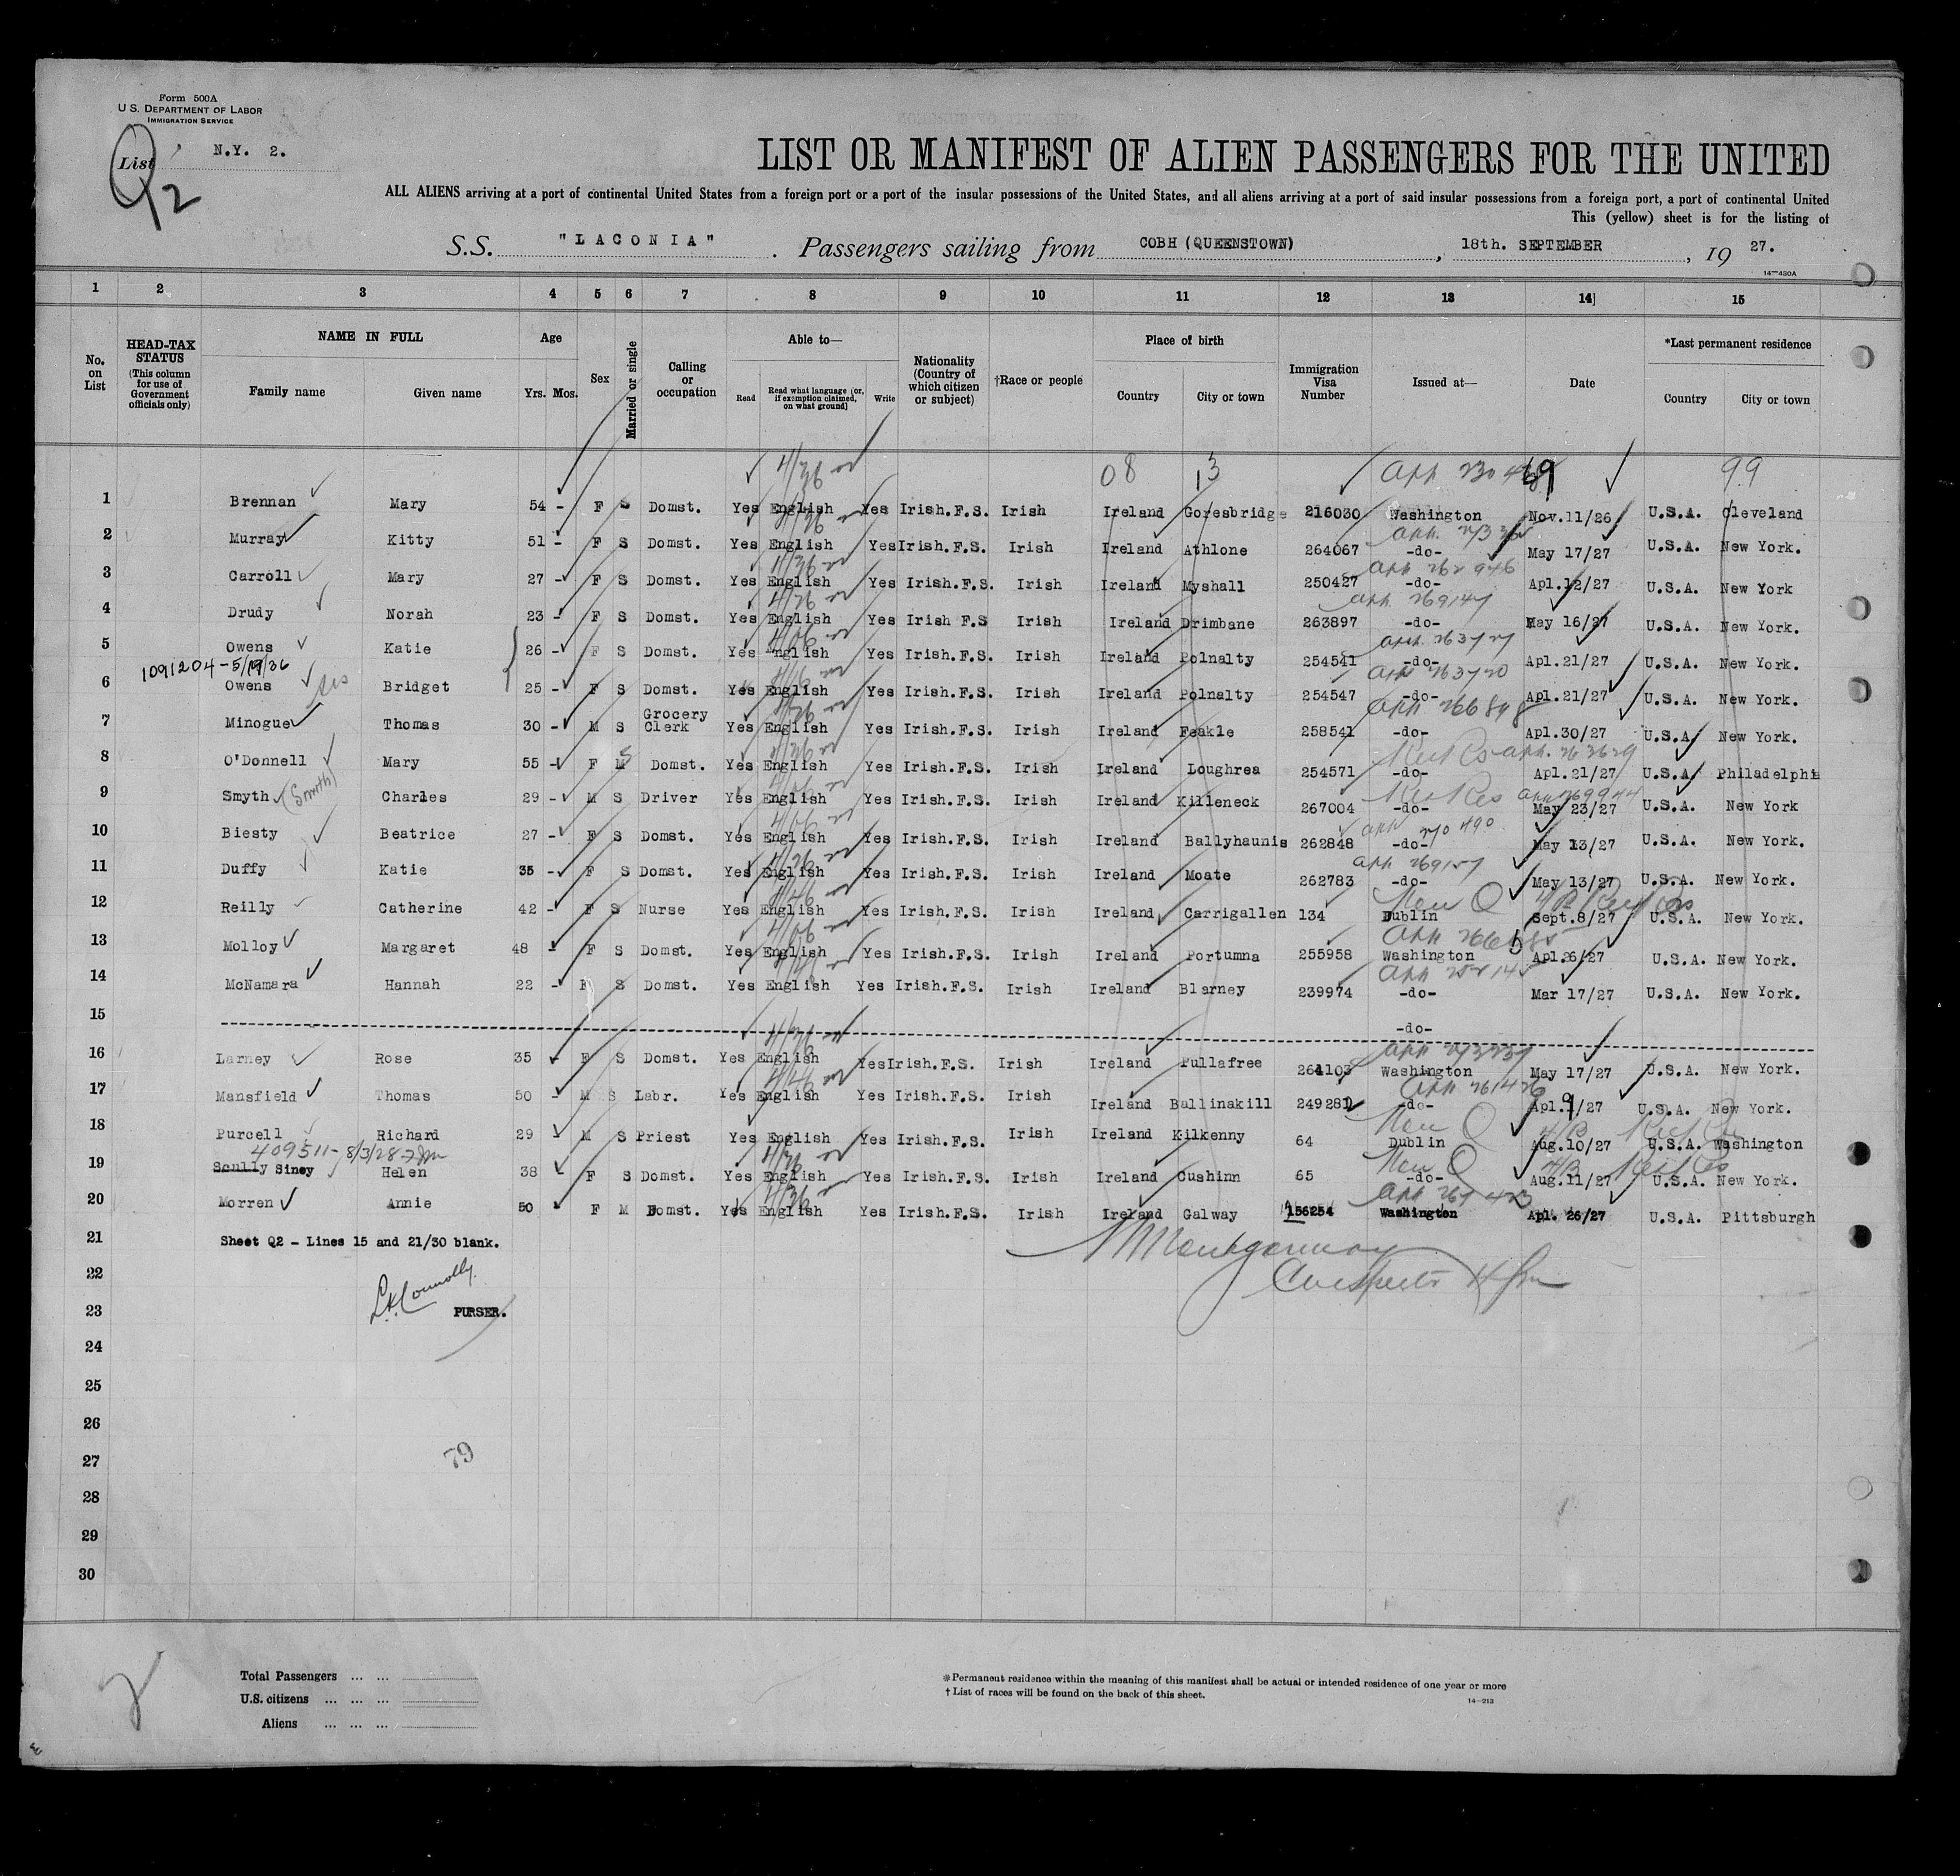 Form 500A
U.S. DEPARTMENT OF LABOR
IMMIGRATION SERVICE
List N.Y. 2.
Q2
LIST OR MANIFEST OF ALIEN PASSENGERS FOR THE UNITED
ALL ALIENS arriving at a port of continental United States from a foreign port or a port of the insular possessions of the United States, and all aliens arriving at a port of said insular possessions from a foreign port, a port of continental United
This (yellow) sheet is for the listing of
S.S. "LACONIA". Passengers sailing from COBH (QUEENSTOWN), 18th. SEPTEMBER, 19 27.
14—430A
1 2 3 4 5 6 7 8 9 10 11 12 13 14 15
No. on List
HEAD-TAX STATUS (This column for use of Government officials only)
NAME IN FULL Family name Given name
Age Yrs. Mos.
Sex
Married or single
Calling or occupation
Able to— Read Read what language (or, if exemption claimed, on what ground) Write
Nationality (Country of which citizen or subject)
†Race or people
Place of birth Country City or town
Immigration Visa Number
Issued at—
Date
*Last permanent residence Country City or town
08 13 99
1 Brennan Mary 54 - F S Domst. Yes English Yes Irish.F.S. Irish Ireland Goresbridge 216030 Washington Nov.11/26 U.S.A. Cleveland
2 Murray Kitty 51 - F S Domst. Yes English Yes Irish.F.S. Irish Ireland Athlone 264067 -do- May 17/27 U.S.A. New York.
3 Carroll Mary 27 - F S Domst. Yes English Yes Irish.F.S. Irish Ireland Myshall 250427 -do- Apl.12/27 U.S.A. New York
4 Drudy Norah 23 - F S Domst. Yes English Yes Irish F.S Irish Ireland Drimbane 263897 -do- May 16/27 U.S.A. New York.
5 Owens Katie 26 - F S Domst. Yes English Yes Irish.F.S. Irish Ireland Polnalty 254541 -do- Apl.21/27 U.S.A. New York.
1091204 - 5/19/36
6 Owens Bridget 25 - F S Domst. Yes English Yes Irish.F.S. Irish Ireland Polnalty 254547 -do- Apl.21/27 U.S.A. New York.
7 Minogue Thomas 30 - M S Grocery Clerk Yes English Yes Irish.F.S. Irish Ireland Feakle 258541 -do- Apl.30/27 U.S.A. New York.
8 O'Donnell Mary 55 - F M S Domst. Yes English Yes Irish.F.S. Irish Ireland Loughrea 254571 -do- Apl.21/27 U.S.A. Philadelphia
9 Smyth (Smith) Charles 29 - M S Driver Yes English Yes Irish.F.S. Irish Ireland Killeneck 267004 -do- May 23/27 U.S.A. New York
10 Biesty Beatrice 27 - F S Domst. Yes English Yes Irish.F.S. Irish Ireland Ballyhaunis 262848 -do- May 13/27 U.S.A. New York.
11 Duffy Katie 35 - F S Domst. Yes English Yes Irish.F.S. Irish Ireland Moate 262783 -do- May 13/27 U.S.A. New York.
12 Reilly Catherine 42 - F S Nurse Yes English Yes Irish.F.S. Irish Ireland Carrigallen 134 Dublin Sept.8/27 U.S.A. New York.
13 Molloy Margaret 48 - F S Domst. Yes English Yes Irish.F.S. Irish Ireland Portumna 255958 Washington Apl.26/27 U.S.A. New York.
14 McNamara Hannah 22 - F S Domst. Yes English Yes Irish.F.S. Irish Ireland Blarney 239974 -do- Mar 17/27 U.S.A. New York.
15 -do-
16 Larney Rose 35 - F S Domst. Yes English Yes Irish.F.S. Irish Ireland Pullafree 264103 Washington May 17/27 U.S.A. New York.
17 Mansfield Thomas 50 - M S Labr. Yes English Yes Irish.F.S. Irish Ireland Ballinakill 249281 -do- Apl.9/27 U.S.A. New York.
18 Purcell Richard 29 - M S Priest Yes English Yes Irish.F.S. Irish Ireland Kilkenny 64 Dublin Aug.10/27 U.S.A. Washington
409511 - 8/3/28
19 Scully Siney Helen 38 F S Domst. Yes English Yes Irish.F.S. Irish Ireland Cushinn 65 -do- Aug.11/27 U.S.A. New York.
20 Morren Annie 50 F M Domst. Yes English Yes Irish.F.S. Irish Ireland Galway 156254 Washington Apl. 26/27 U.S.A. Pittsburgh
21 Sheet Q2 - Lines 15 and 21/30 blank.
Montgomery
22
L.H.Connolly.
23 PURSER.
24
25
26
27
79
28
29
30
Total Passengers ... ...
U.S. citizens ... ... ...
Aliens ... ... ...
*Permanent residence within the meaning of this manifest shall be actual or intended residence of one year or more
†List of races will be found on the back of this sheet.
14—213